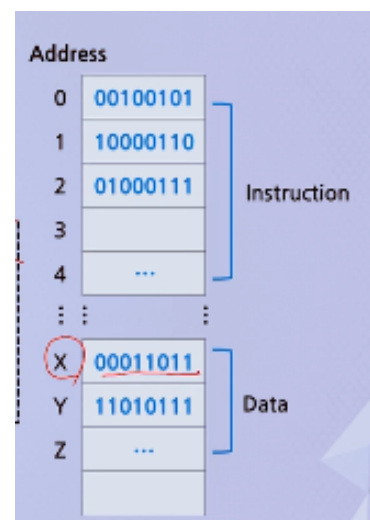 Address
0 00100101
1 10000110
2 01000111
Instruction
3
4 ...
⋮ ⋮ ⋮
X 00011011
Y 11010111
Data
Z ...